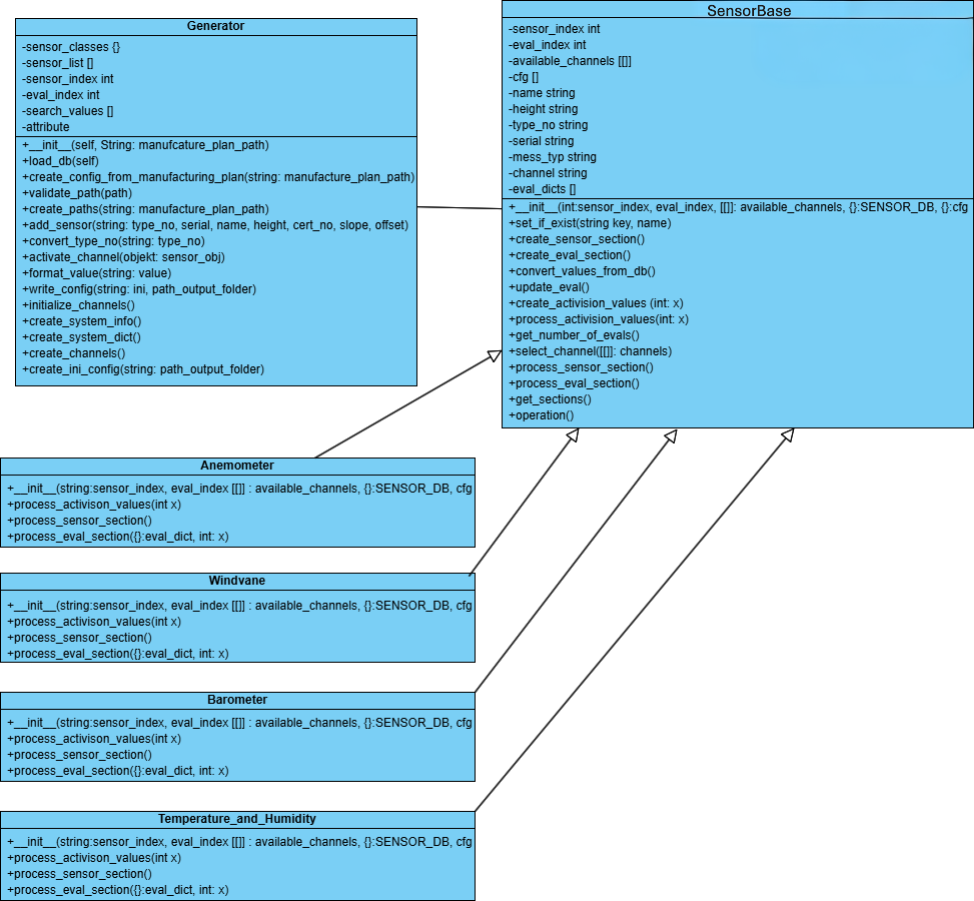 Generator
-sensor_classes {}
-sensor_list []
-sensor_index int
-eval_index int
-search_values []
-attribute
+__init__(self, String: manufcature_plan_path)
+load_db(self)
+create_config_from_manufacturing_plan(string: manufacture_plan_path)
+validate_path(path)
+create_paths(string: manufacture_plan_path)
+add_sensor(string: type_no, serial, name, height, cert_no, slope, offset)
+convert_type_no(string: type_no)
+activate_channel(objekt: sensor_obj)
+format_value(string: value)
+write_config(string: ini, path_output_folder)
+initialize_channels()
+create_system_info()
+create_system_dict()
+create_channels()
+create_ini_config(string: path_output_folder)
SensorBase
-sensor_index int
-eval_index int
-available_channels [[]]
-cfg []
-name string
-height string
-type_no string
-serial string
-mess_typ string
-channel string
-eval_dicts []
+__init__(int:sensor_index, eval_index, [[]]: available_channels, {}:SENSOR_DB, {}:cfg
+set_if_exist(string key, name)
+create_sensor_section()
+create_eval_section()
+convert_values_from_db()
+update_eval()
+create_activision_values (int: x)
+process_activision_values(int: x)
+get_number_of_evals()
+select_channel([[]]: channels)
+process_sensor_section()
+process_eval_section()
+get_sections()
+operation()
Anemometer
+__init__(string:sensor_index, eval_index [[]] : available_channels, {}:SENSOR_DB, cfg
+process_activison_values(int x)
+process_sensor_section()
+process_eval_section({}:eval_dict, int: x)
Windvane
+__init__(string:sensor_index, eval_index [[]] : available_channels, {}:SENSOR_DB, cfg
+process_activison_values(int x)
+process_sensor_section()
+process_eval_section({}:eval_dict, int: x)
Barometer
+__init__(string:sensor_index, eval_index [[]] : available_channels, {}:SENSOR_DB, cfg
+process_activison_values(int x)
+process_sensor_section()
+process_eval_section({}:eval_dict, int: x)
Temperature_and_Humidity
+__init__(string:sensor_index, eval_index [[]] : available_channels, {}:SENSOR_DB, cfg
+process_activison_values(int x)
+process_sensor_section()
+process_eval_section({}:eval_dict, int: x)